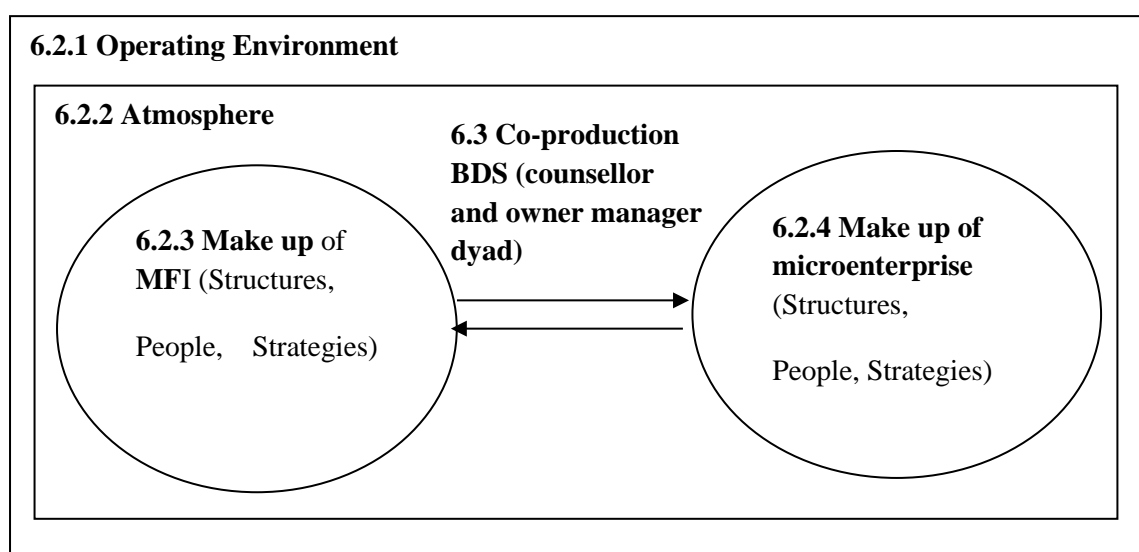 6.2.1 Operating Environment
6.2.2 Atmosphere
6.3 Co-production
BDS (counsellor
and owner manager
dyad)
6.2.3 Make up of
MFI (Structures,
People, Strategies)
6.2.4 Make up of
microenterprise
(Structures,
People, Strategies)